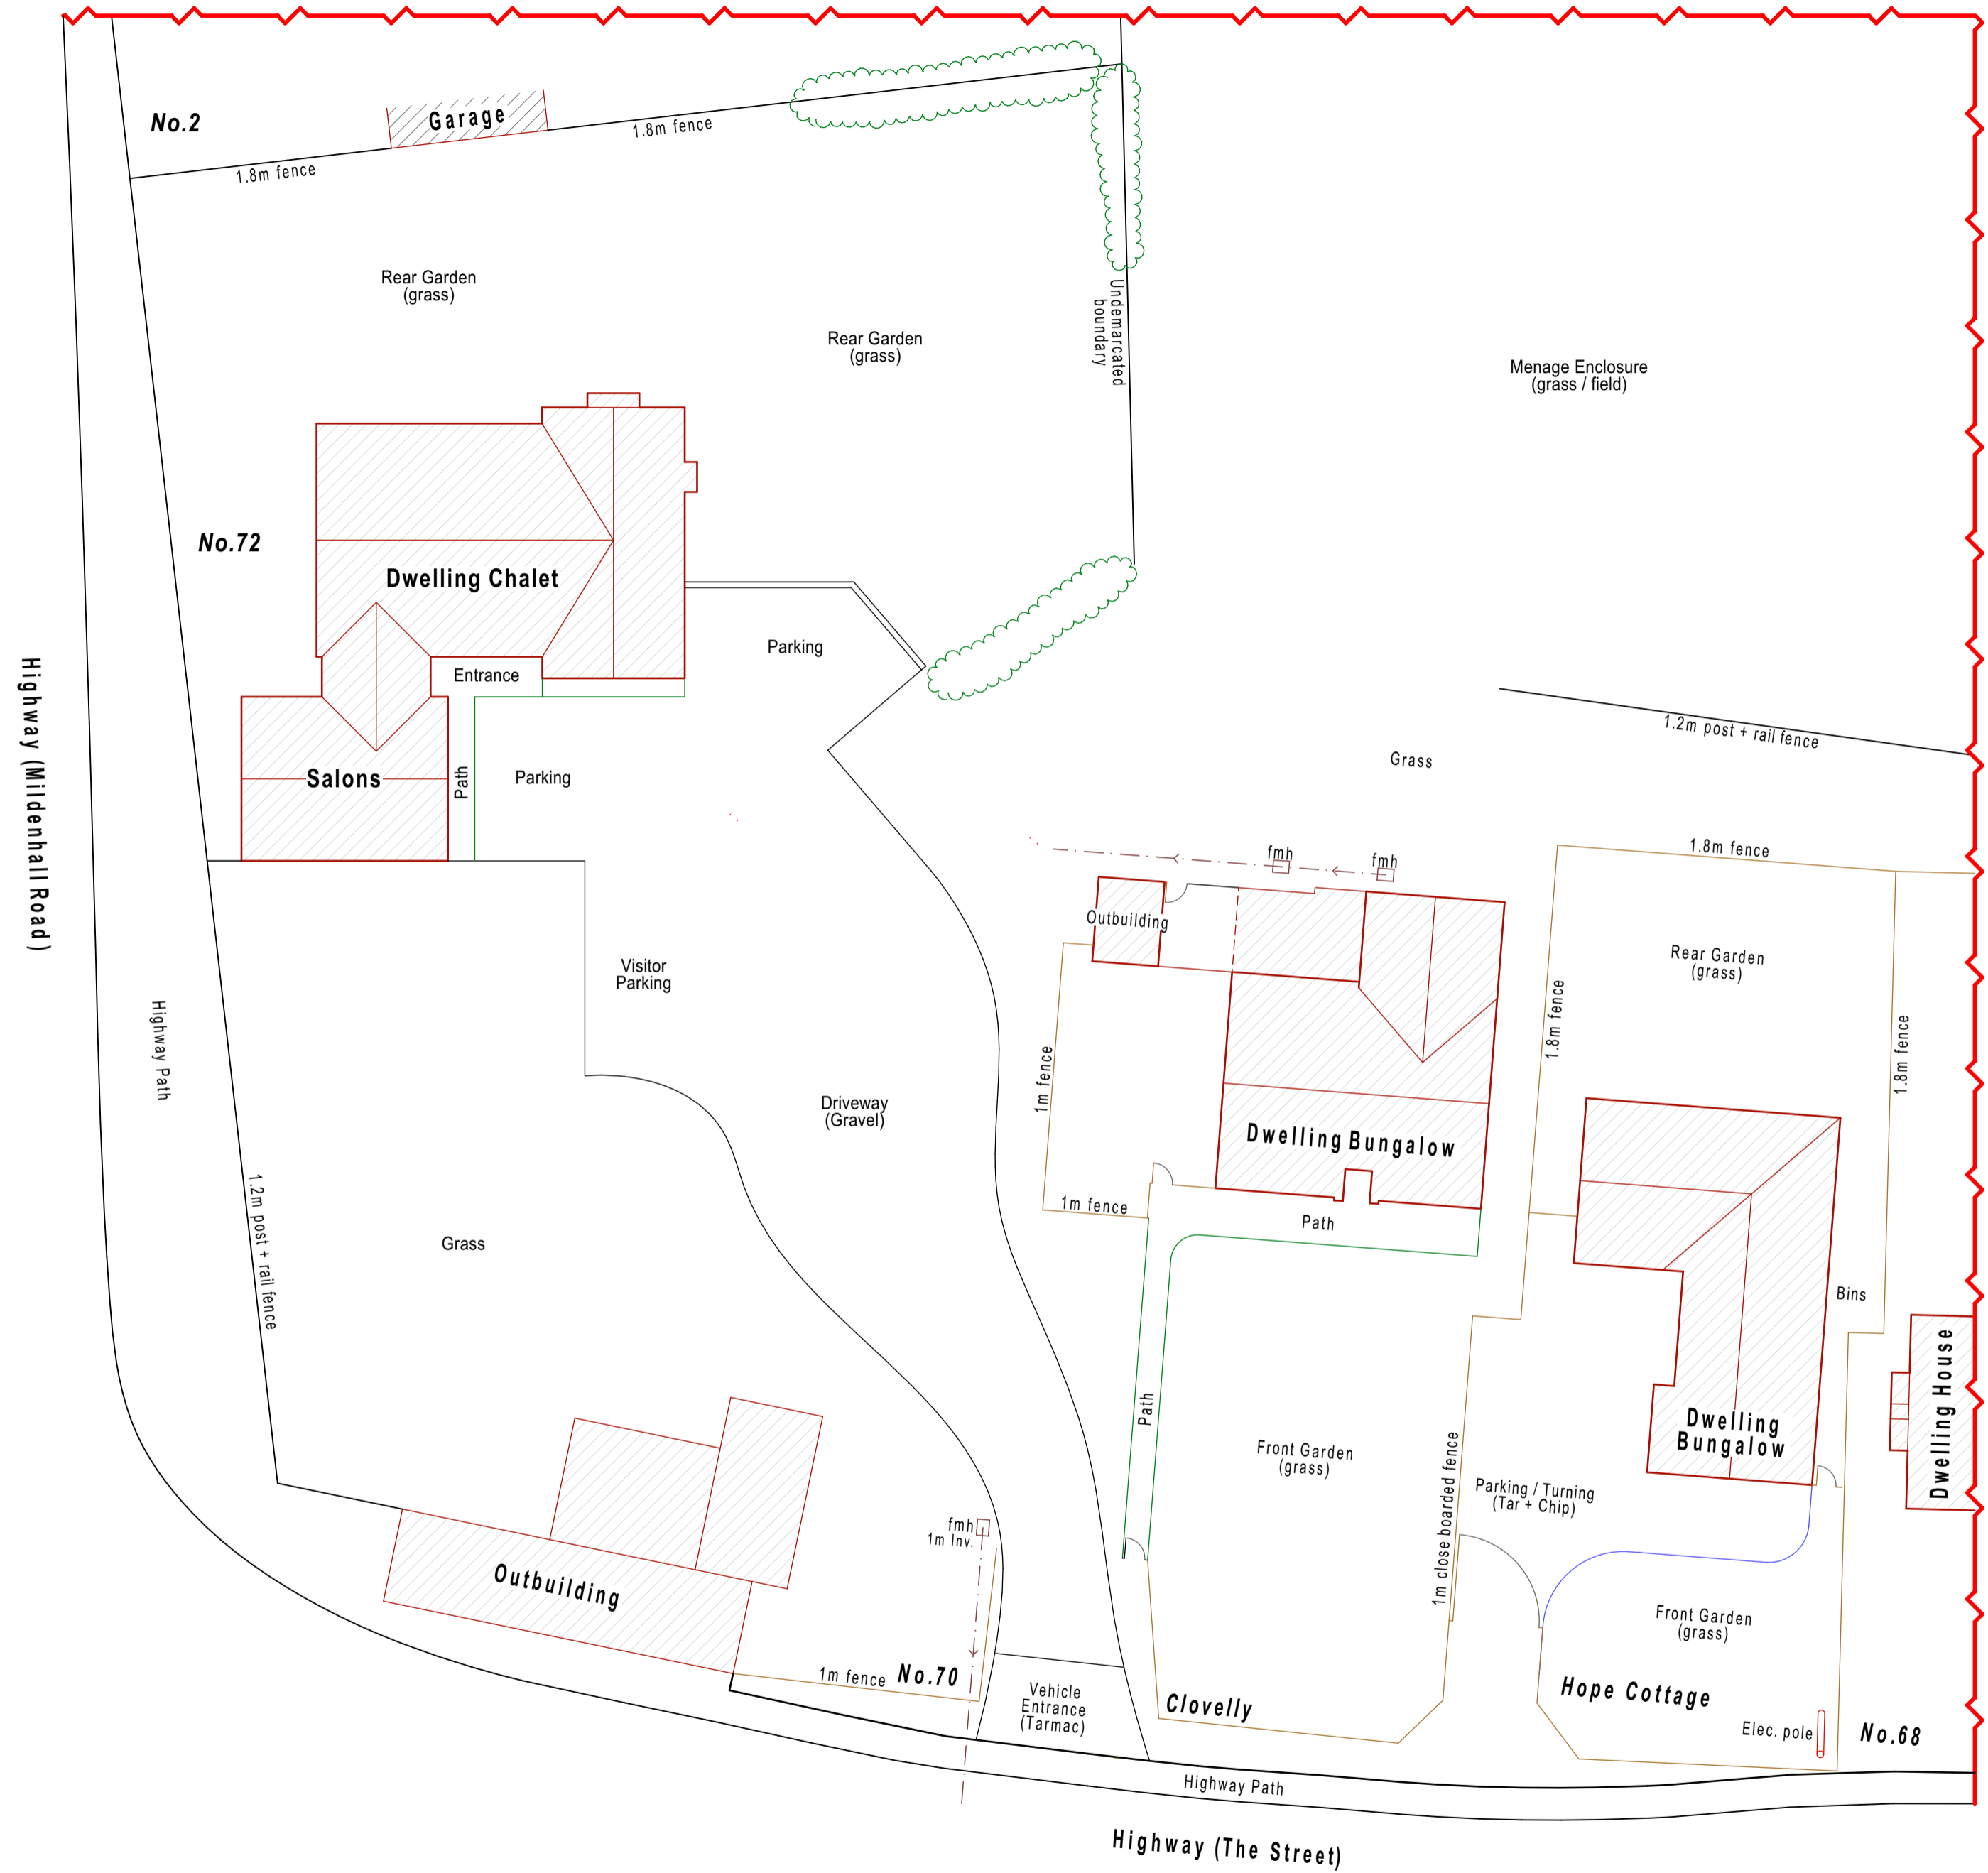 No.2
Garage
1.8m fence
1.8m fence
Rear Garden
(grass)
Rear Garden
(grass)
Undemarcated
boundary
Menage Enclosure
(grass / field)
No.72
Dwelling Chalet
Entrance
Parking
Salons
Path
Parking
1.2m post + rail fence
Grass
Highway (Mildenhall Road)
Highway Path
Visitor
Parking
Driveway
(Gravel)
Grass
1.2m post + rail fence
fmh
fmh
Outbuilding
1m fence
1m fence
Dwelling Bungalow
Path
Path
Front Garden
(grass)
1.8m fence
1.8m fence
1.8m fence
Rear Garden
(grass)
Bins
Dwelling
Bungalow
Dwelling House
Parking / Turning
(Tar + Chip)
1m close boarded fence
Front Garden
(grass)
Outbuilding
fmh
1m Inv.
1m fence
No.70
Vehicle
Entrance
(Tarmac)
Clovelly
Hope Cottage
Elec. pole
No.68
Highway Path
Highway (The Street)